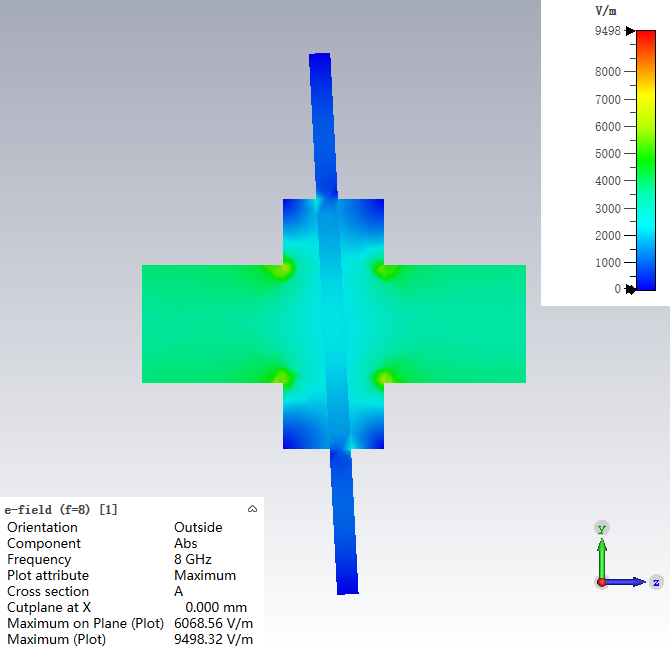 V/m
9498
8000
7000
6000
5000
4000
3000
2000
1000
0
e-field (f=8) [1]
Orientation Outside
Component Abs
Frequency 8 GHz
Plot attribute Maximum
Cross section A
Cutplane at X 0.000 mm
Maximum on Plane (Plot) 6068.56 V/m
Maximum (Plot) 9498.32 V/m
y
z